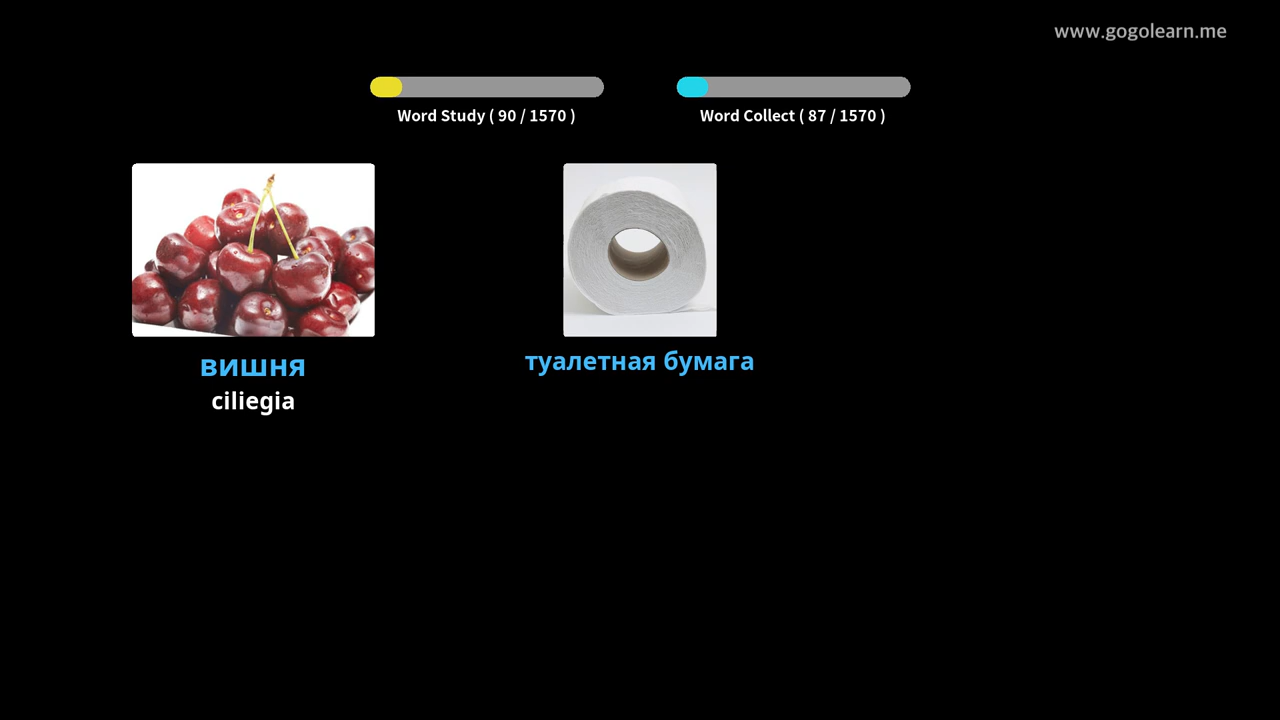 www.gogolearn.me
Word Study ( 90 / 1570 )
Word Collect ( 87 / 1570 )
вишня
ciliegia
туалетная бумага